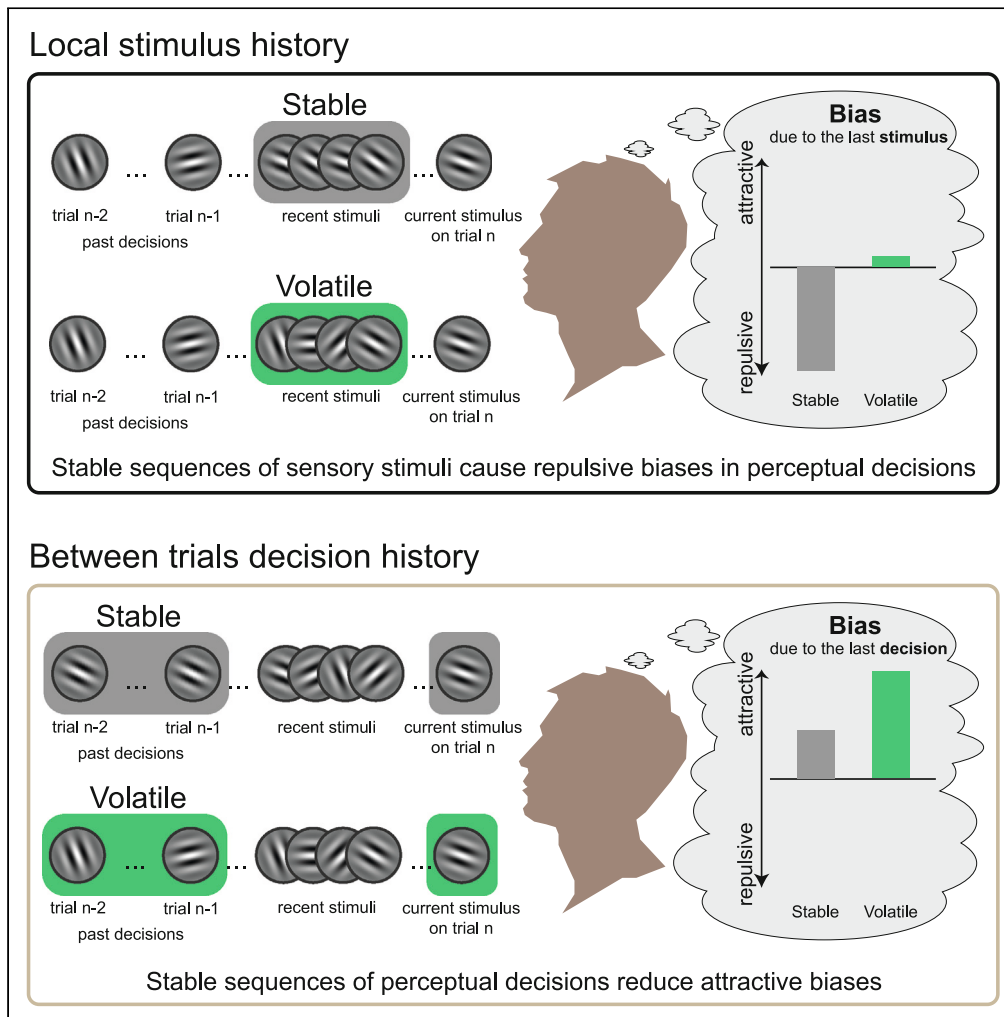 Local stimulus history
Stable
... ... ...
trial n-2 trial n-1 recent stimuli current stimulus
past decisions on trial n
Volatile
... ... ...
trial n-2 trial n-1 recent stimuli current stimulus
past decisions on trial n
Bias
due to the last stimulus
attractive
repulsive
Stable Volatile
Stable sequences of sensory stimuli cause repulsive biases in perceptual decisions
Between trials decision history
Stable
... ... ...
trial n-2 trial n-1 recent stimuli current stimulus
past decisions on trial n
Volatile
... ... ...
trial n-2 trial n-1 recent stimuli current stimulus
past decisions on trial n
Bias
due to the last decision
attractive
repulsive
Stable Volatile
Stable sequences of perceptual decisions reduce attractive biases